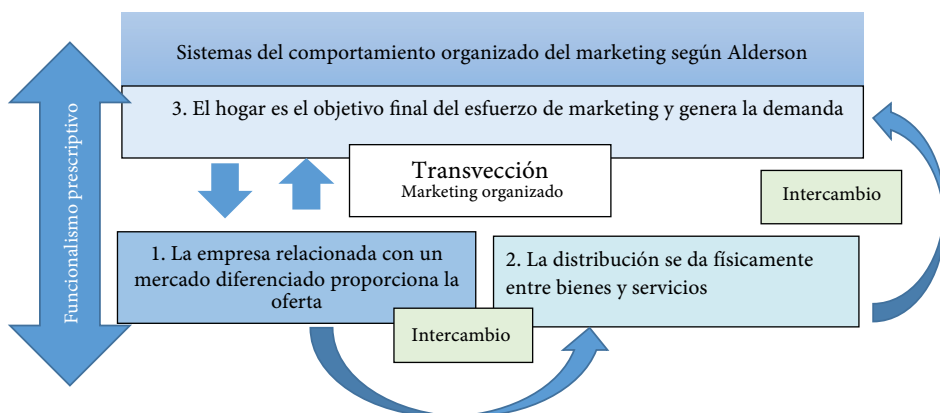 Sistemas del comportamiento organizado del marketing según Alderson
3. El hogar es el objetivo final del esfuerzo de marketing y genera la demanda
Funcionalismo prescriptivo
Transvección
Marketing organizado
Intercambio
1. La empresa relacionada con un
mercado diferenciado proporciona la
oferta
2. La distribución se da físicamente
entre bienes y servicios
Intercambio